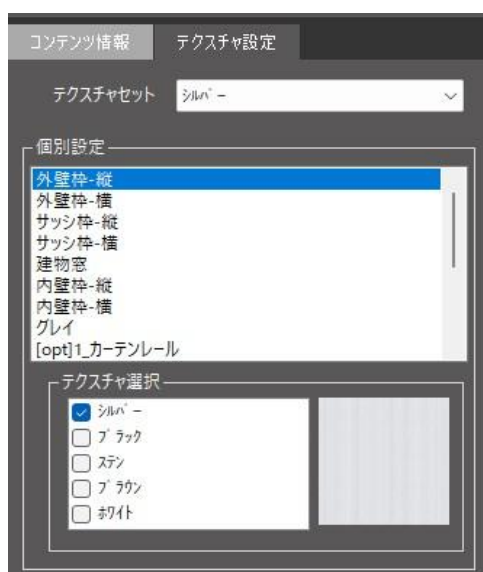 コンテンツ情報 テクスチャ設定
テクスチャセット ｼﾙﾊﾞｰ
個別設定
外壁枠-縦
外壁枠-横
サッシ枠-縦
サッシ枠-横
建物窓
内壁枠-縦
内壁枠-横
グレイ
[opt]1_カーテンレール
テクスチャ選択
ｼﾙﾊﾞｰ
ﾌﾞﾗｯｸ
ｽﾃﾝ
ﾌﾞﾗｳﾝ
ﾎﾜｲﾄ